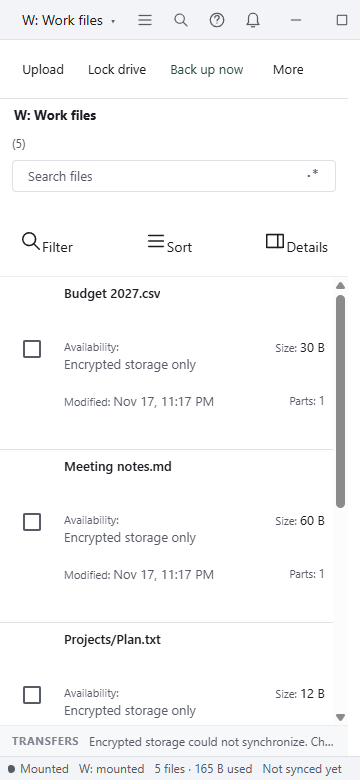 W: Work files
Upload Lock drive Back up now More
W: Work files
(5)
Search files .*
Filter Sort Details
Budget 2027.csv
Availability: Size: 30 B
Encrypted storage only
Modified: Nov 17, 11:17 PM Parts: 1
Meeting notes.md
Availability: Size: 60 B
Encrypted storage only
Modified: Nov 17, 11:17 PM Parts: 1
Projects/Plan.txt
Availability: Size: 12 B
Encrypted storage only
TRANSFERS Encrypted storage could not synchronize. Ch...
Mounted W: mounted 5 files · 165 B used Not synced yet